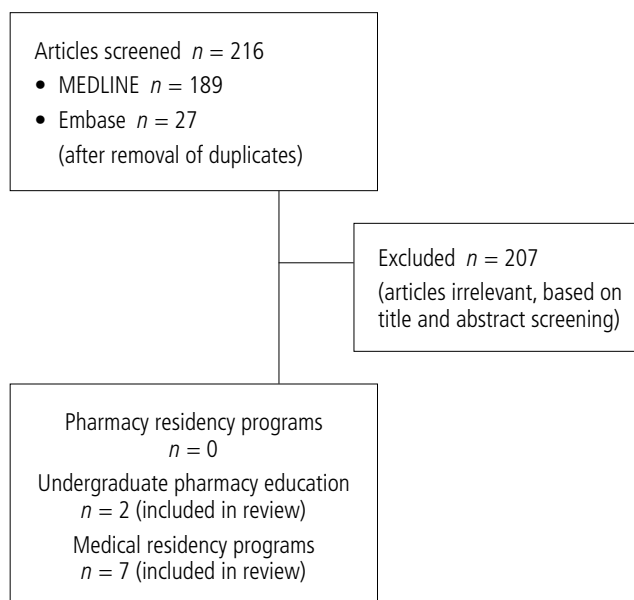 Articles screened n = 216
• MEDLINE n = 189
• Embase n = 27
(after removal of duplicates)
Excluded n = 207
(articles irrelevant, based on
title and abstract screening)
Pharmacy residency programs
n = 0
Undergraduate pharmacy education
n = 2 (included in review)
Medical residency programs
n = 7 (included in review)